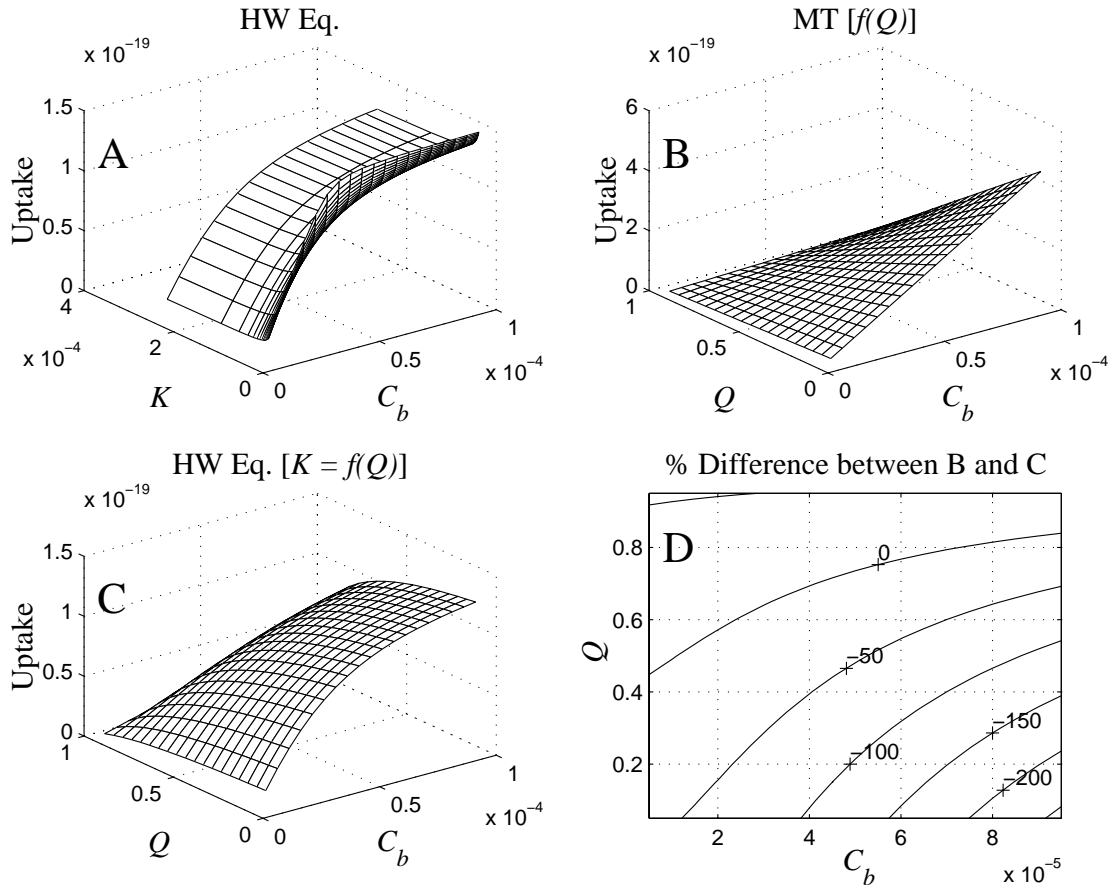 HW Eq.
x 10⁻¹⁹
1.5
1
0.5
0
Uptake
A
4
2
0
x 10⁻⁴
K
0
0.5
1
x 10⁻⁴
C_b
MT [f(Q)]
x 10⁻¹⁹
6
4
2
0
Uptake
B
1
0.5
0
Q
0
0.5
1
x 10⁻⁴
C_b
HW Eq. [K = f(Q)]
x 10⁻¹⁹
1.5
1
0.5
0
Uptake
C
1
0.5
0
Q
0
0.5
1
x 10⁻⁴
C_b
% Difference between B and C
D
0.8
0.6
0.4
0.2
Q
0
−50
−100
−150
−200
2
4
6
8
x 10⁻⁵
C_b